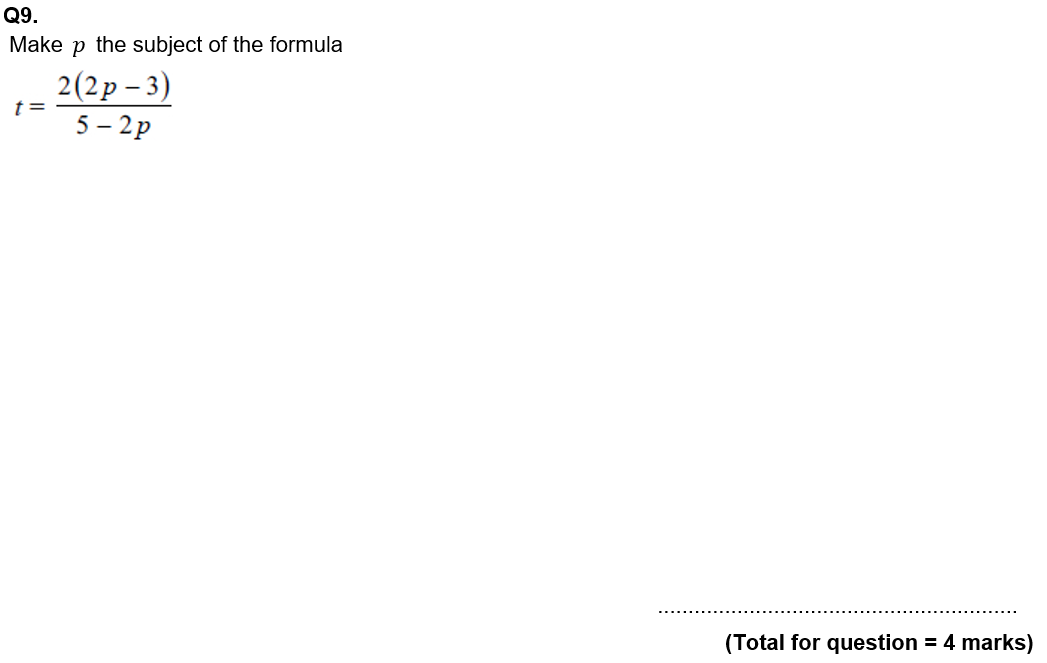 Q9.
Make p the subject of the formula
t = 2(2p – 3)
5 – 2p
............................................................
(Total for question = 4 marks)